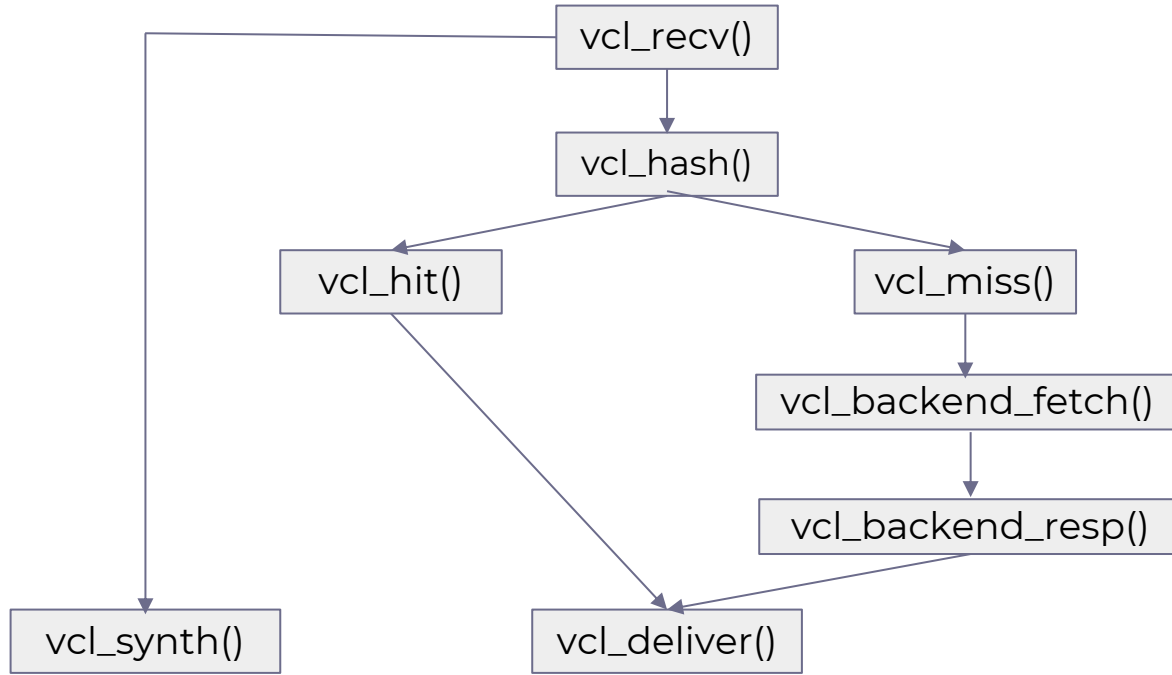 vcl_recv()
vcl_hash()
vcl_hit()
vcl_miss()
vcl_backend_fetch()
vcl_backend_resp()
vcl_synth()
vcl_deliver()